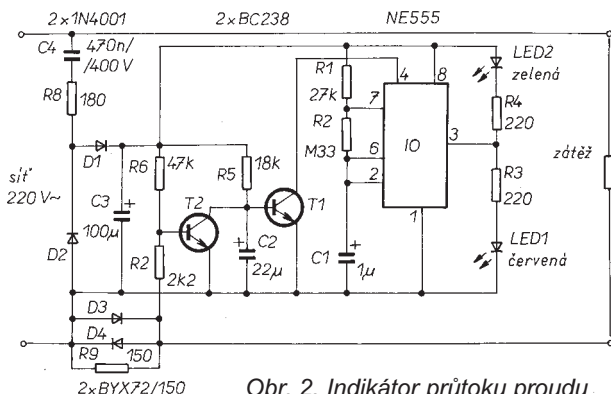 2×1N4001
2×BC238
NE555
C4
470n/
/400 V
R8
180
D1
R6
47k
R5
18k
R1
27k
R2
M33
7
6
2
4
8
IO
3
1
LED2
zelená
R4
220
R3
220
LED1
červená
zátěž
síť
220 V~
C3
100μ
+
D2
R2
2k2
T2
T1
+
C2
22μ
C1
1μ
+
D3
D4
R9
150
2×BYX72/150
Obr. 2. Indikátor průtoku proudu.